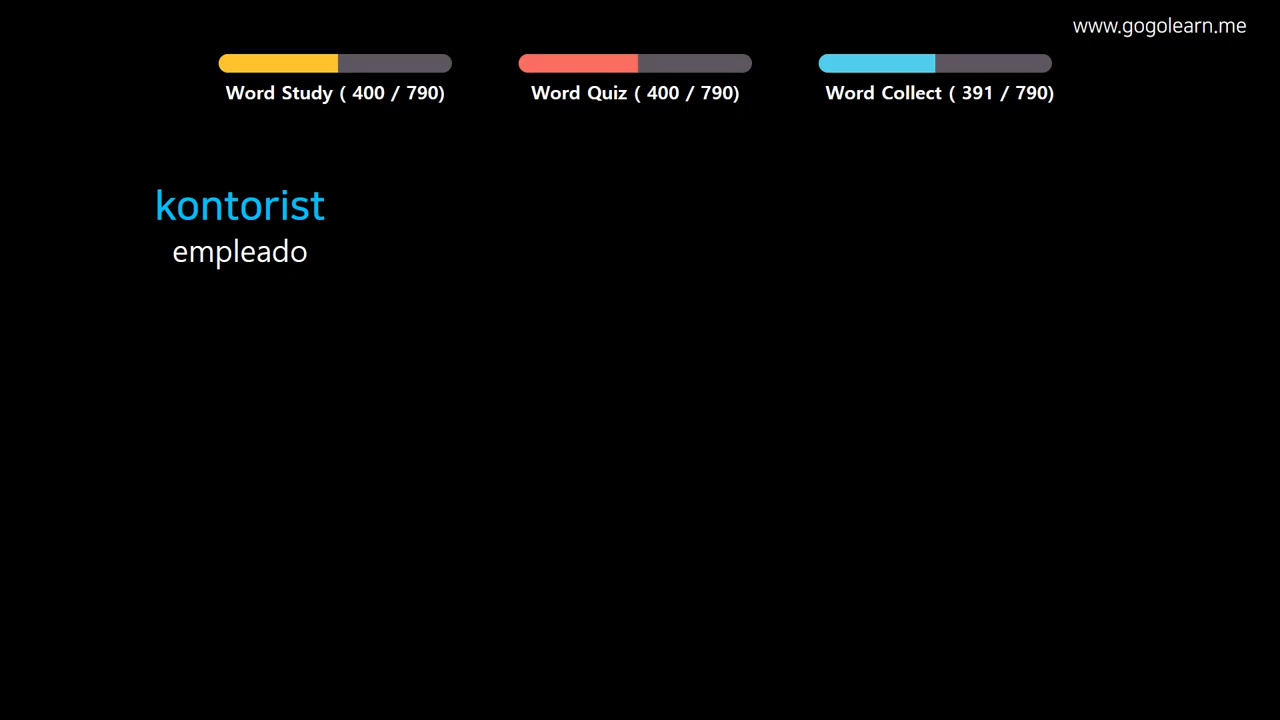 www.gogolearn.me
Word Study ( 400 / 790)
Word Quiz ( 400 / 790)
Word Collect ( 391 / 790)
kontorist
empleado